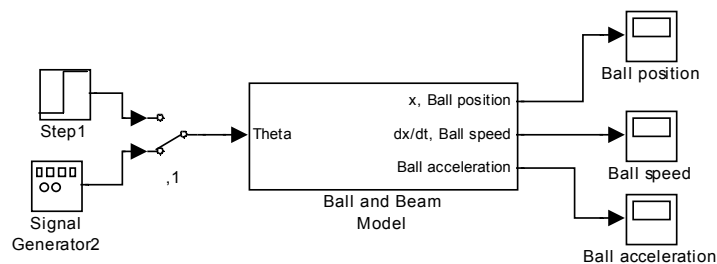 Ball position
x, Ball position
Step1
Theta
dx/dt, Ball speed
Ball acceleration
Ball speed
,1
Ball and Beam
Model
Signal
Generator2
Ball acceleration